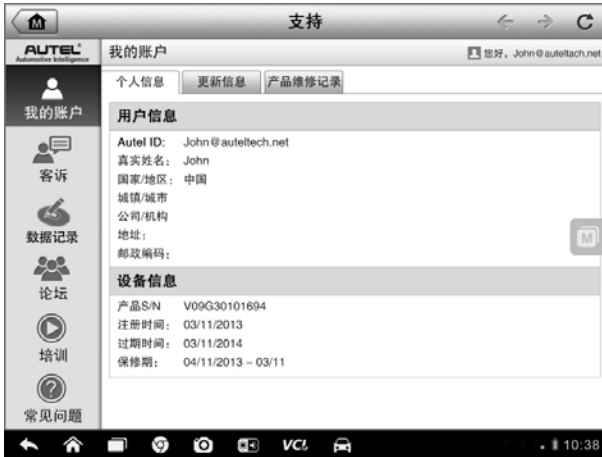 支持
AUTEL
Automotive Intelligence
我的账户
您好，John@auteltach.net
我的账户
客诉
数据记录
论坛
培训
常见问题
个人信息
更新信息
产品维修记录
用户信息
Autel ID: John@auteltech.net
真实姓名： John
国家/地区： 中国
城镇/城市
公司/机构
地址：
邮政编码：
设备信息
产品S/N V09G30101694
注册时间： 03/11/2013
过期时间： 03/11/2014
保修期： 04/11/2013 – 03/11
M
M
VCI
10:38